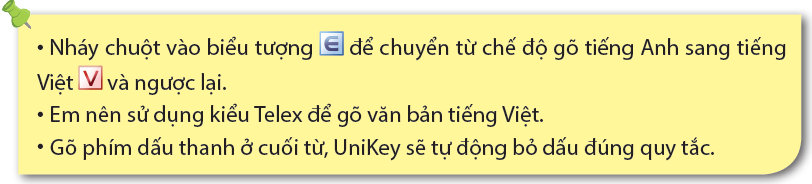 • Nháy chuột vào biểu tượng E để chuyển từ chế độ gõ tiếng Anh sang tiếng
Việt V và ngược lại.
• Em nên sử dụng kiểu Telex để gõ văn bản tiếng Việt.
• Gõ phím dấu thanh ở cuối từ, UniKey sẽ tự động bỏ dấu đúng quy tắc.